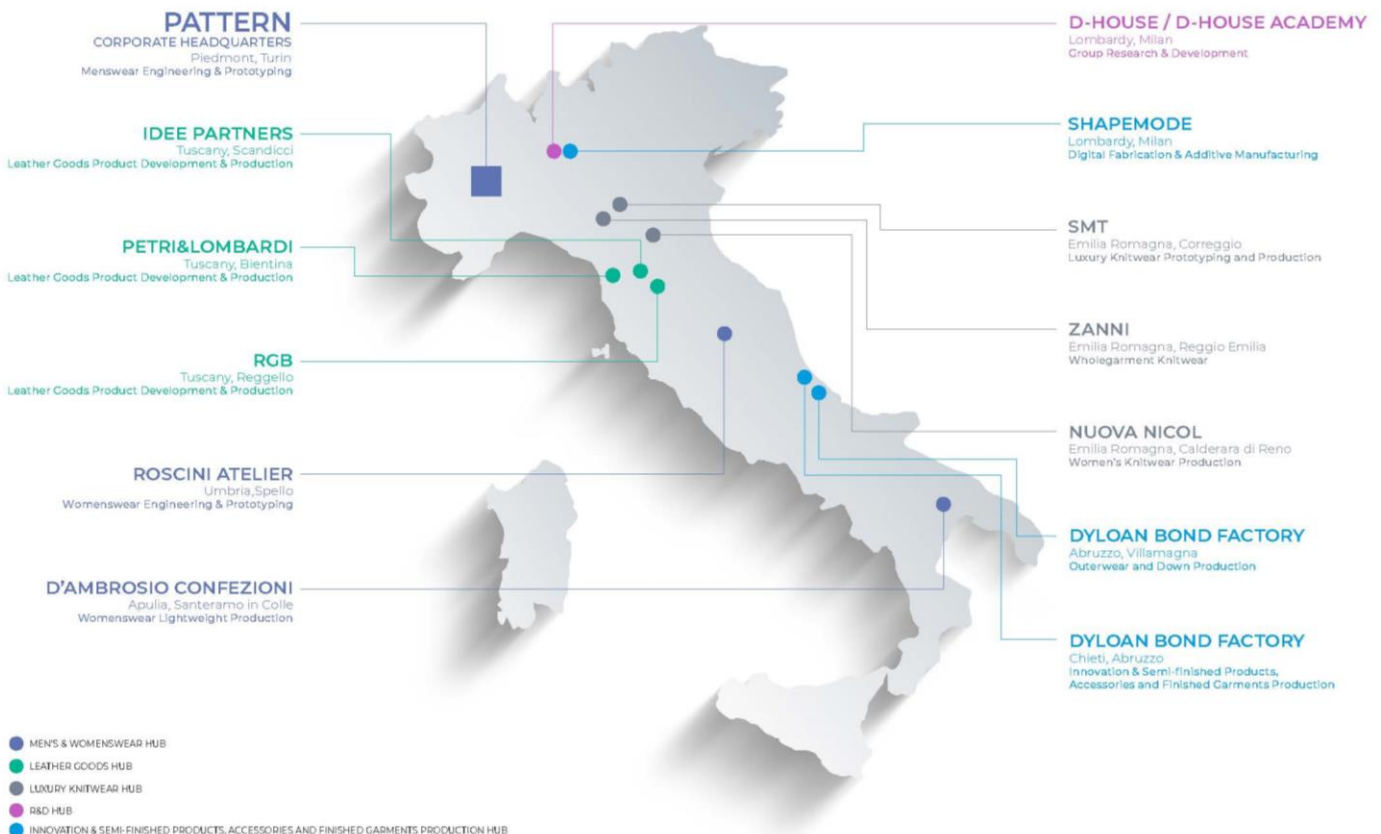 PATTERN
CORPORATE HEADQUARTERS
Piedmont, Turin
Menswear Engineering & Prototyping
IDEE PARTNERS
Tuscany, Scandicci
Leather Goods Product Development & Production
PETRI&LOMBARDI
Tuscany, Bientina
Leather Goods Product Development & Production
RGB
Tuscany, Reggello
Leather Goods Product Development & Production
ROSCINI ATELIER
Umbria,Spello
Womenswear Engineering & Prototyping
D'AMBROSIO CONFEZIONI
Apulia, Santeramo in Colle
Womenswear Lightweight Production
D-HOUSE / D-HOUSE ACADEMY
Lombardy, Milan
Group Research & Development
SHAPEMODE
Lombardy, Milan
Digital Fabrication & Additive Manufacturing
SMT
Emilia Romagna, Correggio
Luxury Knitwear Prototyping and Production
ZANNI
Emilia Romagna, Reggio Emilia
Wholegarment Knitwear
NUOVA NICOL
Emilia Romagna, Calderara di Reno
Women's Knitwear Production
DYLOAN BOND FACTORY
Abruzzo, Villamagna
Outerwear and Down Production
DYLOAN BOND FACTORY
Chieti, Abruzzo
Innovation & Semi-finished Products,
Accessories and Finished Garments Production
MEN'S & WOMENSWEAR HUB
LEATHER GOODS HUB
LUXURY KNITWEAR HUB
R&D HUB
INNOVATION & SEMI-FINISHED PRODUCTS, ACCESSORIES AND FINISHED GARMENTS PRODUCTION HUB